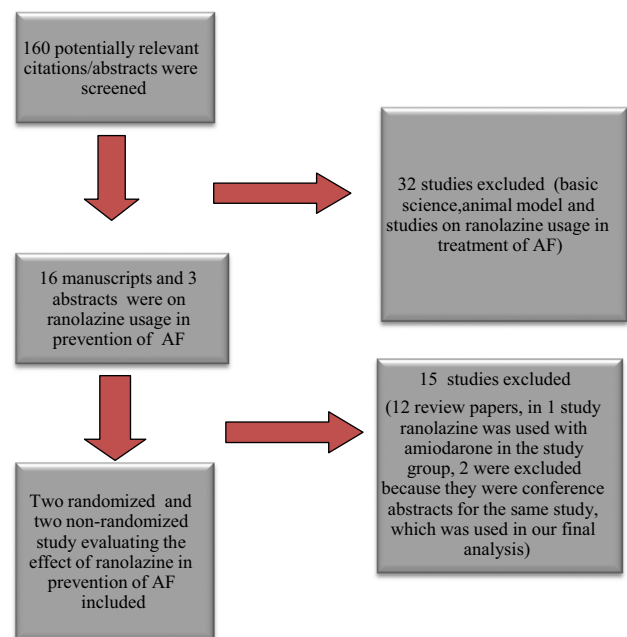 160 potentially relevant
citations/abstracts were
screened
32 studies excluded (basic
science,animal model and
studies on ranolazine usage in
treatment of AF)
16 manuscripts and 3
abstracts were on
ranolazine usage in
prevention of AF
15 studies excluded
(12 review papers, in 1 study
ranolazine was used with
amiodarone in the study
group, 2 were excluded
because they were conference
abstracts for the same study,
which was used in our final
analysis)
Two randomized and
two non-randomized
study evaluating the
effect of ranolazine in
prevention of AF
included